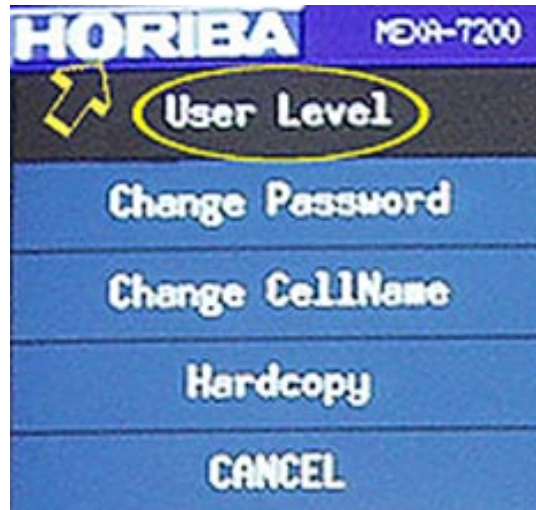 HORIBA MEXA-7200
User Level
Change Password
Change CellName
Hardcopy
CANCEL